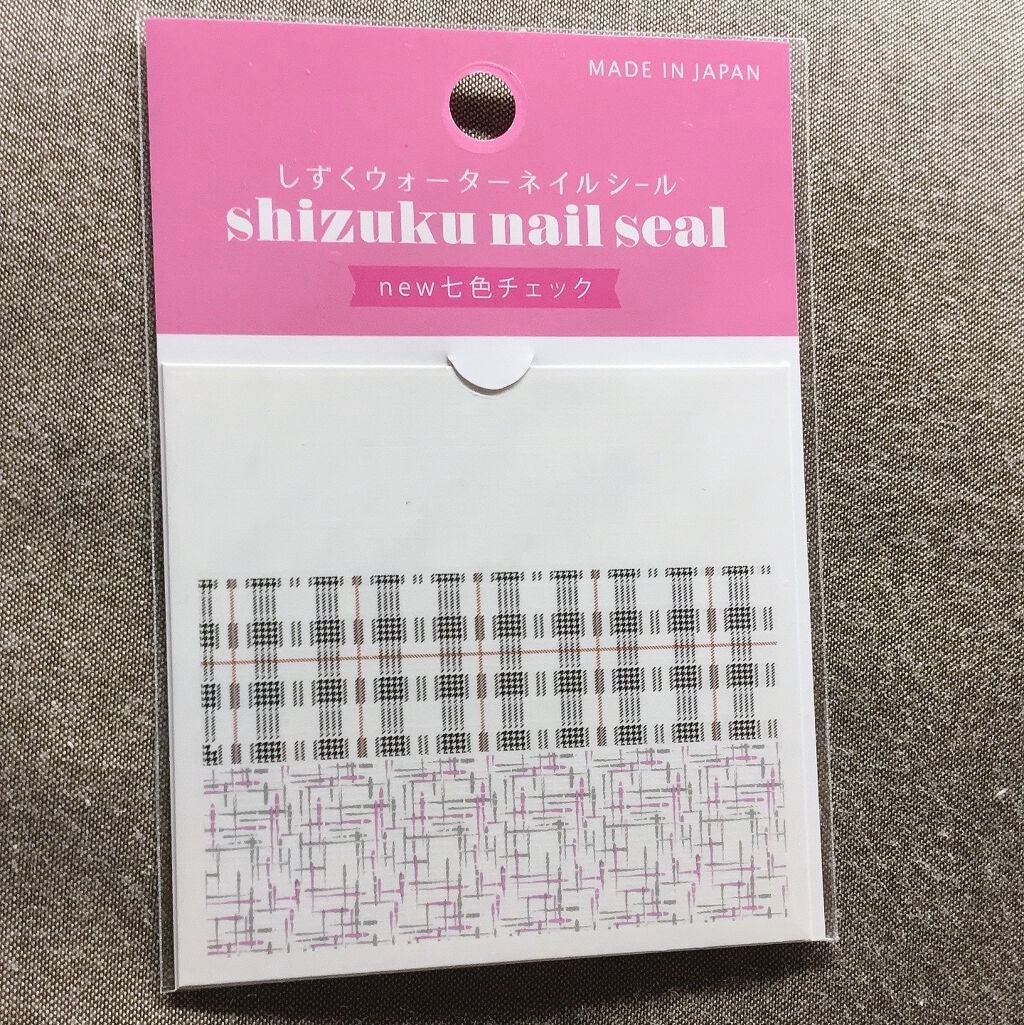 MADE IN JAPAN
しずくウォーターネイルシール
shizuku nail seal
new七色チェック